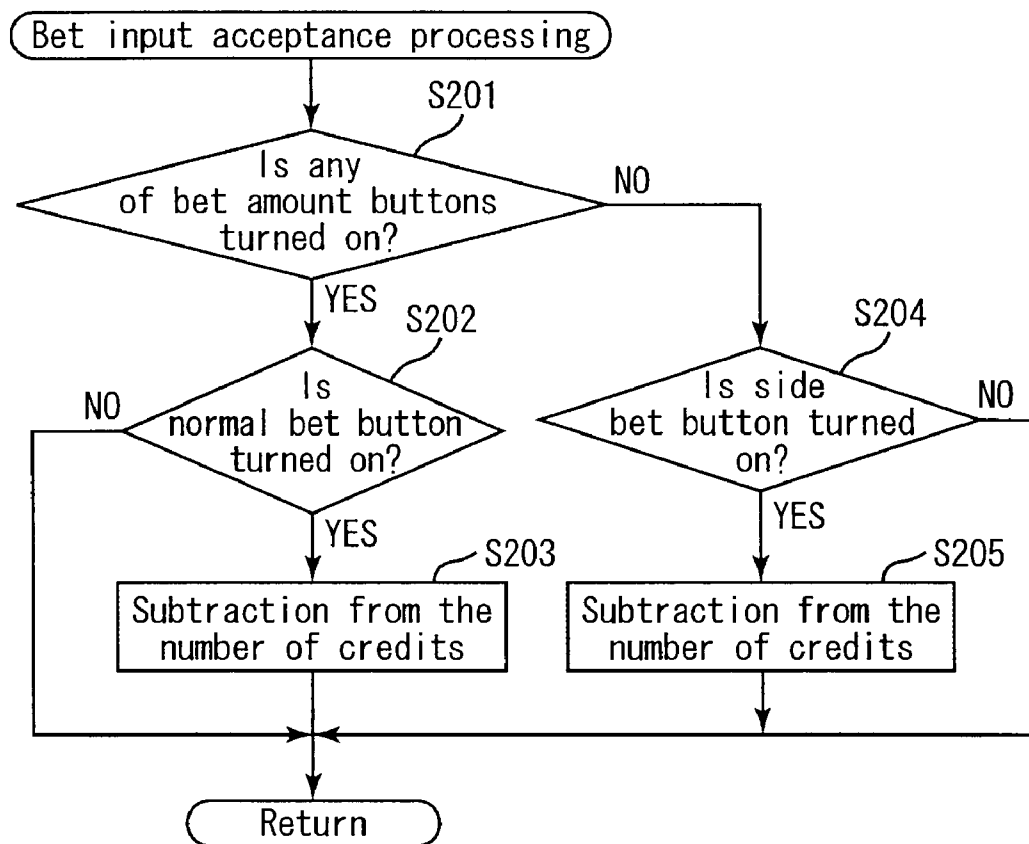 Bet input acceptance processing
S201
Is any
of bet amount buttons
turned on?
NO
YES
S202
S204
Is
normal bet button
turned on?
NO
Is side
bet button turned
on?
NO
YES
YES
S203
S205
Subtraction from the
number of credits
Subtraction from the
number of credits
Return